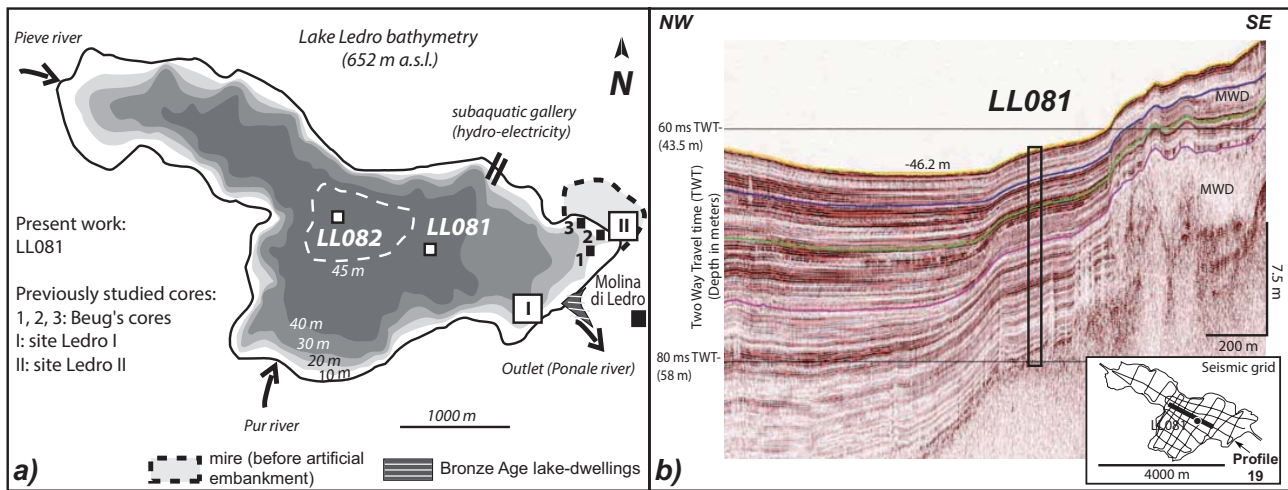 Lake Ledro bathymetry
(652 m a.s.l.)
Pieve river
N
subaquatic gallery
(hydro-electricity)
Present work:
LL081
Previously studied cores:
1, 2, 3: Beug's cores
I: site Ledro I
II: site Ledro II
LL082
LL081
45 m
3
2
1
II
I
Molina
di Ledro
40 m
30 m
20 m
10 m
Outlet (Ponale river)
Pur river
1000 m
a)
mire (before artificial
embankment)
Bronze Age lake-dwellings
NW
SE
LL081
MWD
60 ms TWT-
(43.5 m)
-46.2 m
MWD
Two Way Travel time (TWT)
(Depth in meters)
7.5 m
200 m
80 ms TWT-
(58 m)
Seismic grid
LL081
Profile
19
4000 m
b)